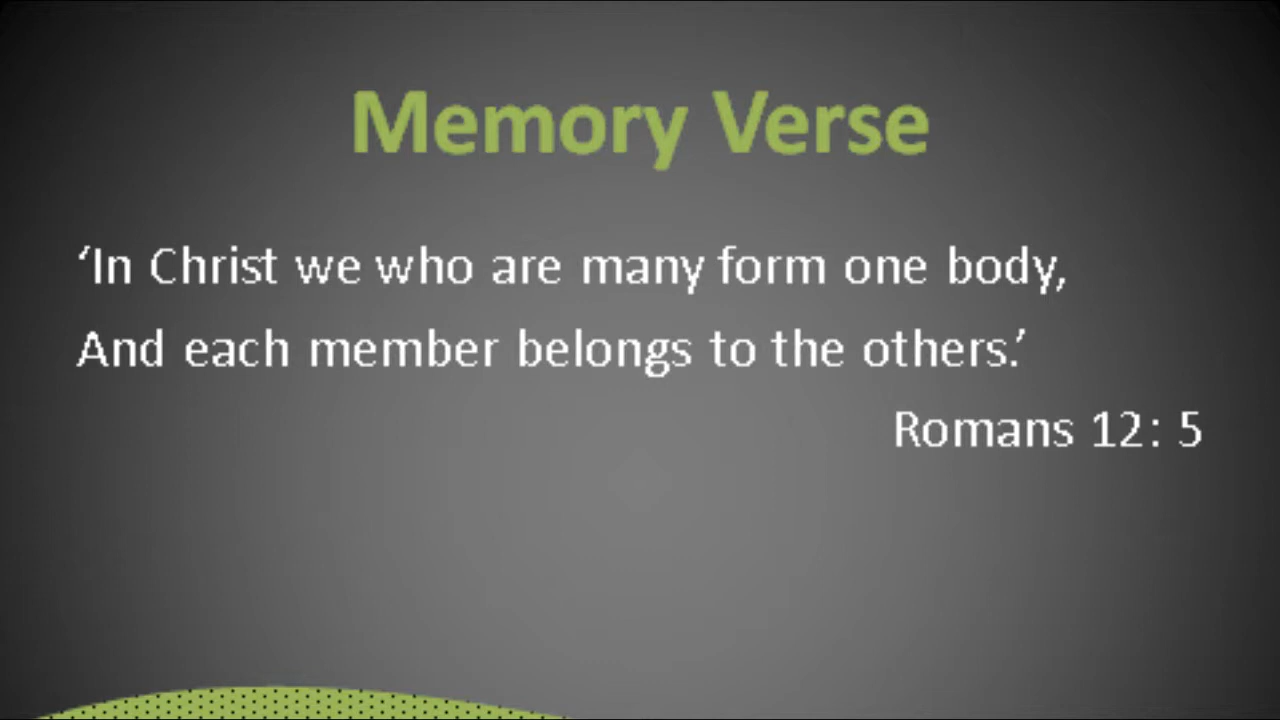 Memory Verse
‘In Christ we who are many form one body,
And each member belongs to the others.’
Romans 12: 5